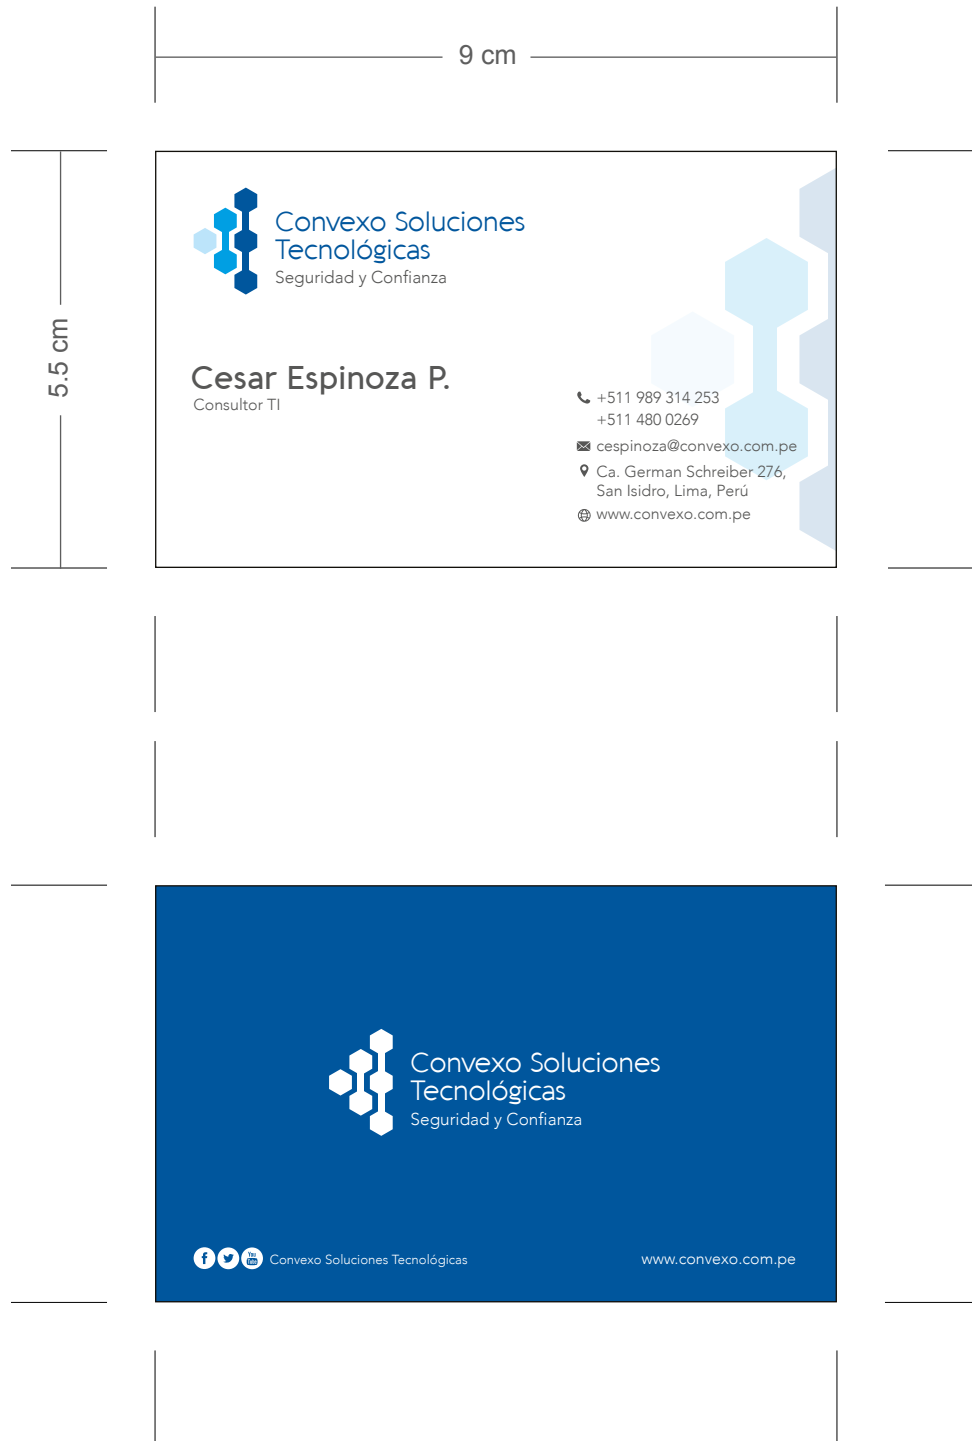 9 cm
5.5 cm
Convexo Soluciones
Tecnológicas
Seguridad y Confianza
Cesar Espinoza P.
Consultor TI
+511 989 314 253
+511 480 0269
cespinoza@convexo.com.pe
Ca. German Schreiber 276,
San Isidro, Lima, Perú
www.convexo.com.pe
Convexo Soluciones
Tecnológicas
Seguridad y Confianza
f You Tube Convexo Soluciones Tecnológicas
www.convexo.com.pe